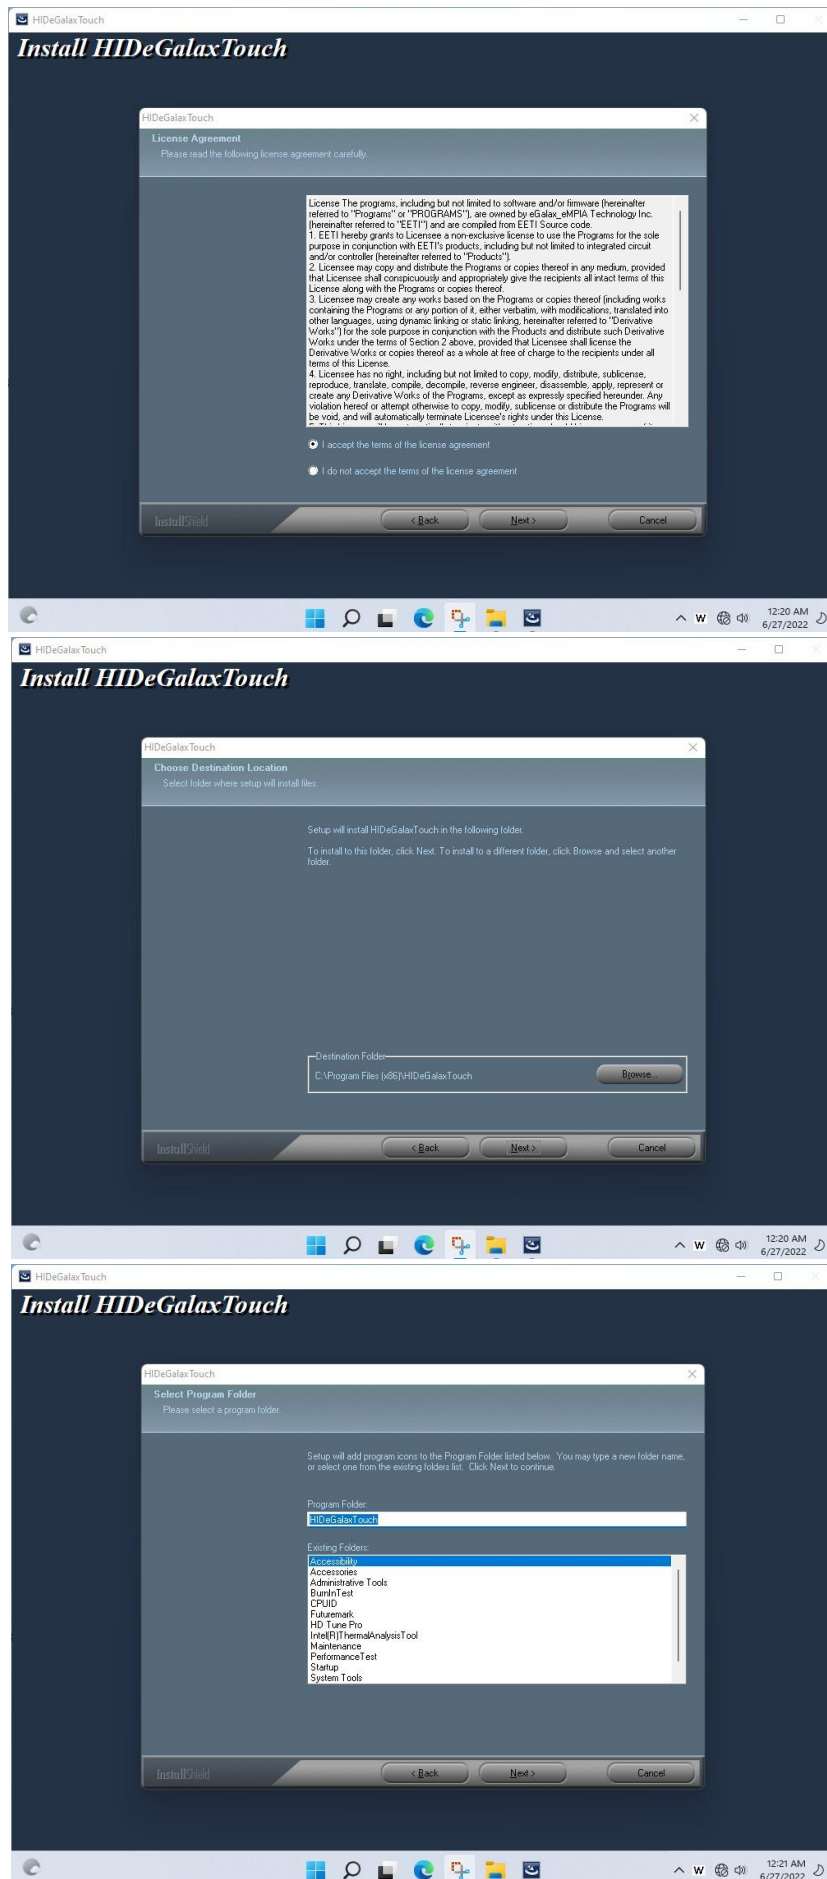 HIDeGalaxTouch
Install HIDeGalaxTouch
HIDeGalaxTouch
License Agreement
Please read the following license agreement carefully.
License The programs, including but not limited to software and/or firmware (hereinafter
referred to "Programs" or "PROGRAMS"), are owned by eGalax_eMPIA Technology Inc.
(hereinafter referred to "EETI") and are compiled from EETI Source code.
1. EETI hereby grants to Licensee a non-exclusive license to use the Programs for the sole
purpose in conjunction with EETI's products, including but not limited to integrated circuit
and/or controller (hereinafter referred to "Products").
2. Licensee may copy and distribute the Programs or copies thereof in any medium, provided
that Licensee shall conspicuously and appropriately give the recipients all intact terms of this
License along with the Programs or copies thereof.
3. Licensee may create any works based on the Programs or copies thereof (including works
containing the Programs or any portion of it, either verbatim, with modifications, translated into
other languages, using dynamic linking or static linking, hereinafter referred to "Derivative
Works") for the sole purpose in conjunction with the Products and distribute such Derivative
Works under the terms of Section 2 above, provided that Licensee shall license the
Derivative Works or copies thereof as a whole at free of charge to the recipients under all
terms of this License.
4. Licensee has no right, including but not limited to copy, modify, distribute, sublicense,
reproduce, translate, compile, decompile, reverse engineer, disassemble, apply, represent or
create any Derivative Works of the Programs, except as expressly specified hereunder. Any
violation hereof or attempt otherwise to copy, modify, sublicense or distribute the Programs will
be void, and will automatically terminate Licensee's rights under this License.
I accept the terms of the license agreement
I do not accept the terms of the license agreement
InstallShield
< Back
Next >
Cancel
W
12:20 AM
6/27/2022
HIDeGalaxTouch
Install HIDeGalaxTouch
HIDeGalaxTouch
Choose Destination Location
Select folder where setup will install files.
Setup will install HIDeGalaxTouch in the following folder.
To install to this folder, click Next. To install to a different folder, click Browse and select another
folder.
Destination Folder
C:\Program Files (x86)\HIDeGalaxTouch
Browse...
InstallShield
< Back
Next >
Cancel
W
12:20 AM
6/27/2022
HIDeGalaxTouch
Install HIDeGalaxTouch
HIDeGalaxTouch
Select Program Folder
Please select a program folder.
Setup will add program icons to the Program Folder listed below. You may type a new folder name,
or select one from the existing folders list. Click Next to continue.
Program Folder:
HIDeGalaxTouch
Existing Folders:
Accessibility
Accessories
Administrative Tools
BurnInTest
CPUID
Futuremark
HD Tune Pro
Intel(R)ThermalAnalysisTool
Maintenance
PerformanceTest
Startup
System Tools
InstallShield
< Back
Next >
Cancel
W
12:21 AM
6/27/2022